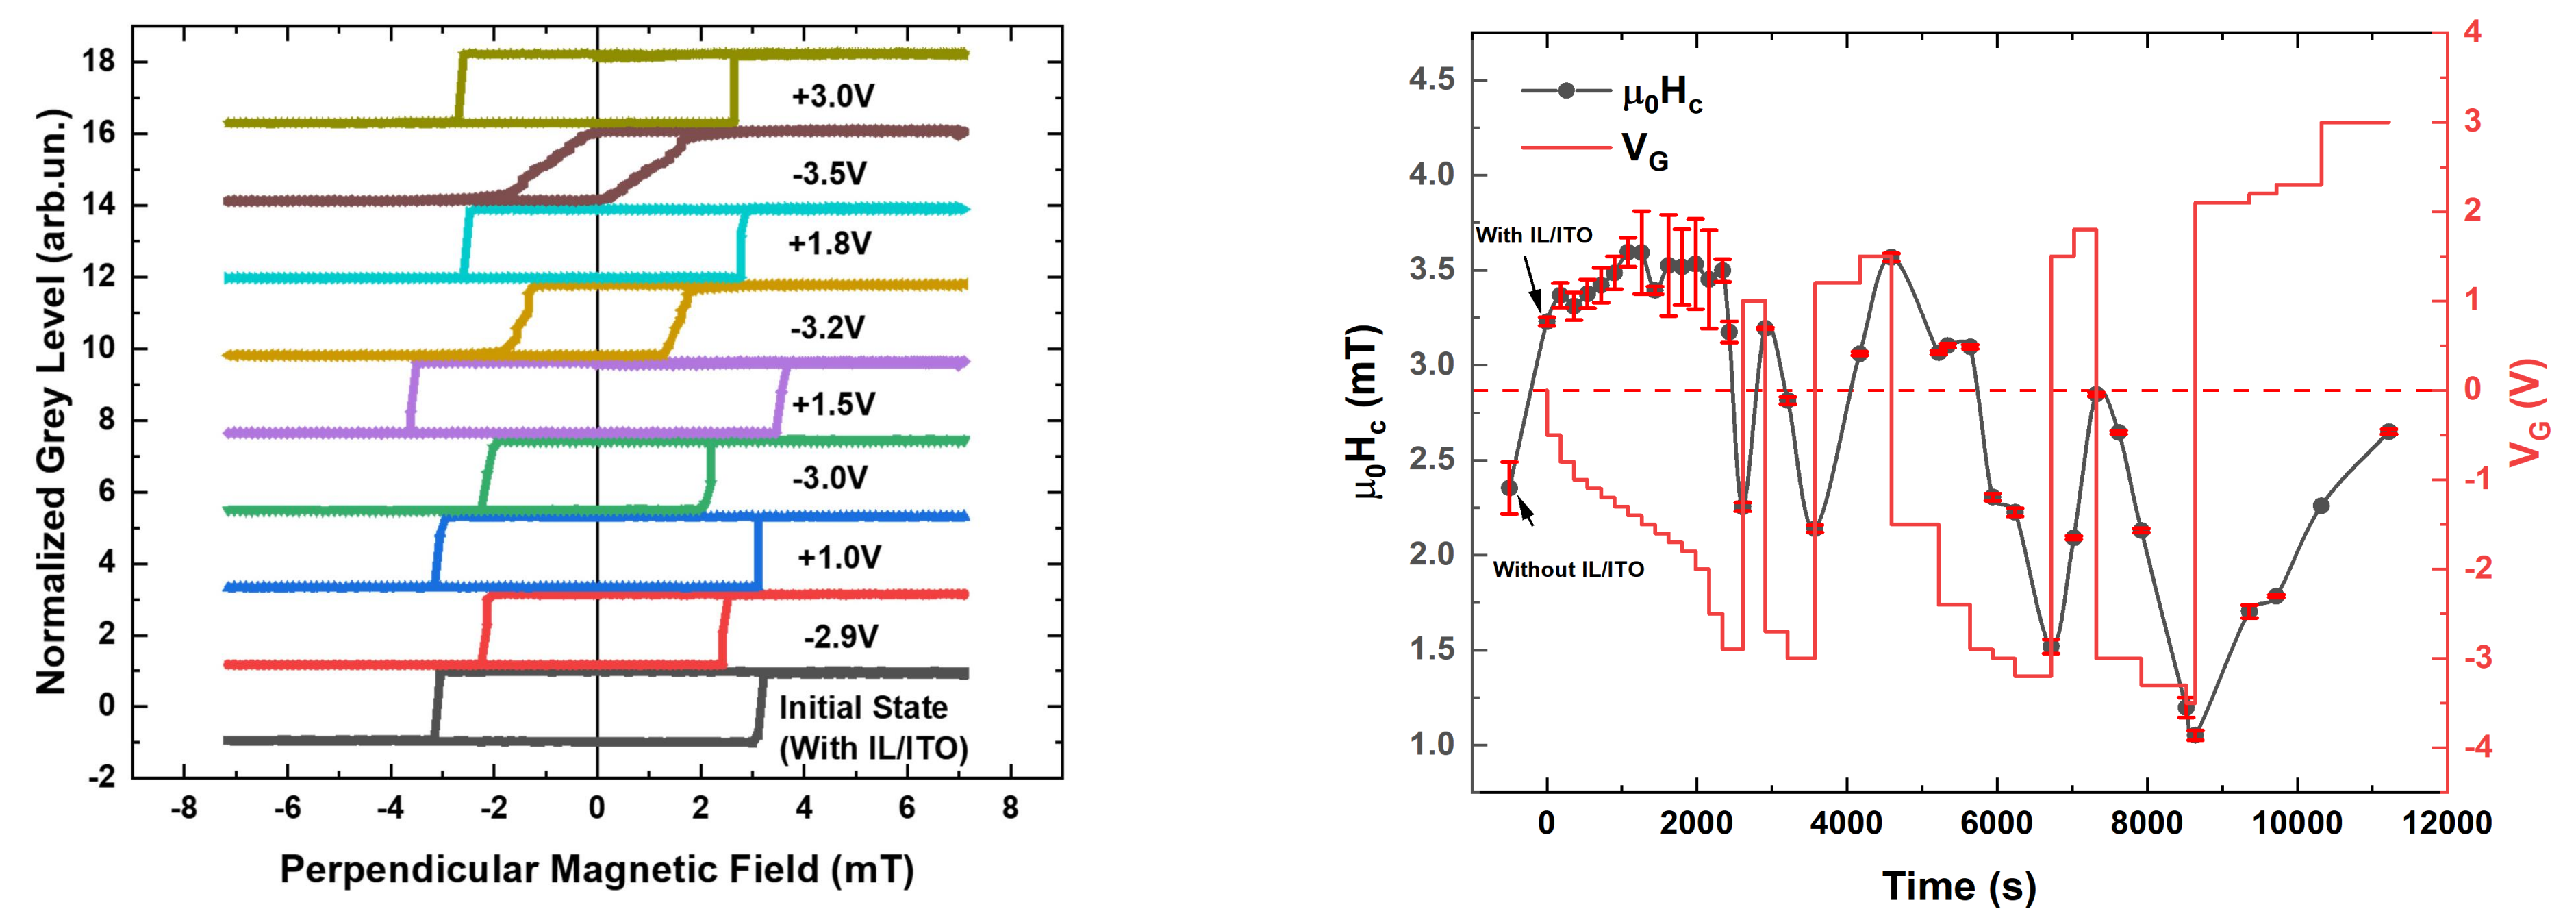 Normalized Grey Level (arb.un.)
18
16
14
12
10
8
6
4
2
0
-2
+3.0V
-3.5V
+1.8V
-3.2V
+1.5V
-3.0V
+1.0V
-2.9V
Initial State
(With IL/ITO)
-8 -6 -4 -2 0 2 4 6 8
Perpendicular Magnetic Field (mT)
μ0Hc (mT)
4.5
4.0
3.5
3.0
2.5
2.0
1.5
1.0
μ0Hc
VG
With IL/ITO
Without IL/ITO
4
3
2
1
0
-1
-2
-3
-4
VG (V)
0 2000 4000 6000 8000 10000 12000
Time (s)